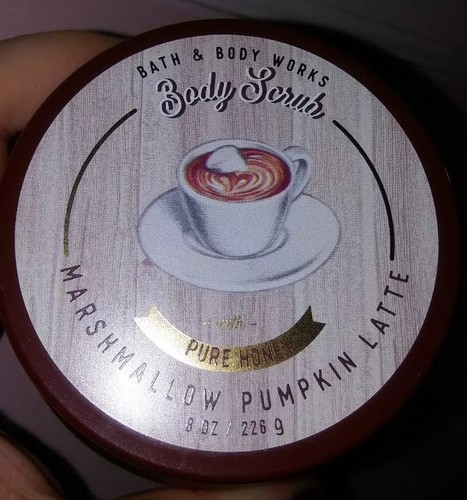 BATH & BODY WORKS
Body Scrub
- with -
PURE HONEY
MARSHMALLOW PUMPKIN LATTE
8 OZ / 226 g